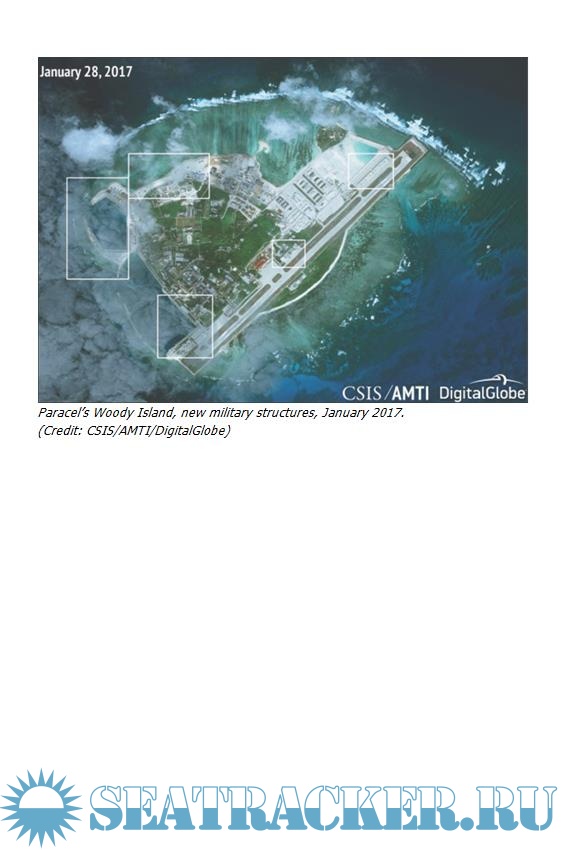 January 28, 2017
CSIS/AMTI DigitalGlobe
Paracel's Woody Island, new military structures, January 2017.
(Credit: CSIS/AMTI/DigitalGlobe)
SEATRACKER.RU